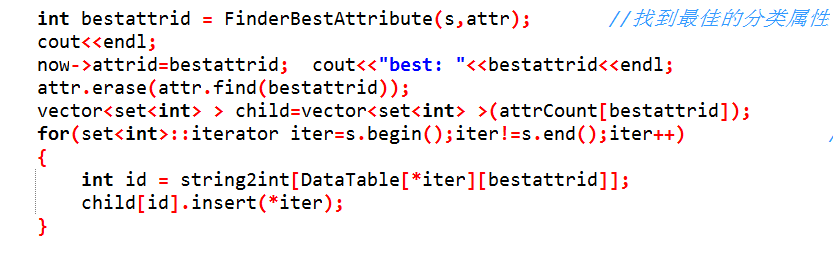 int bestattrid = FinderBestAttribute(s,attr);        //找到最佳的分类属性
cout<<endl;
now->attrid=bestattrid;  cout<<"best: "<<bestattrid<<endl;
attr.erase(attr.find(bestattrid));
vector<set<int> > child=vector<set<int> >(attrCount[bestattrid]);
for(set<int>::iterator iter=s.begin();iter!=s.end();iter++)
{
    int id = string2int[DataTable[*iter][bestattrid]];
    child[id].insert(*iter);
}